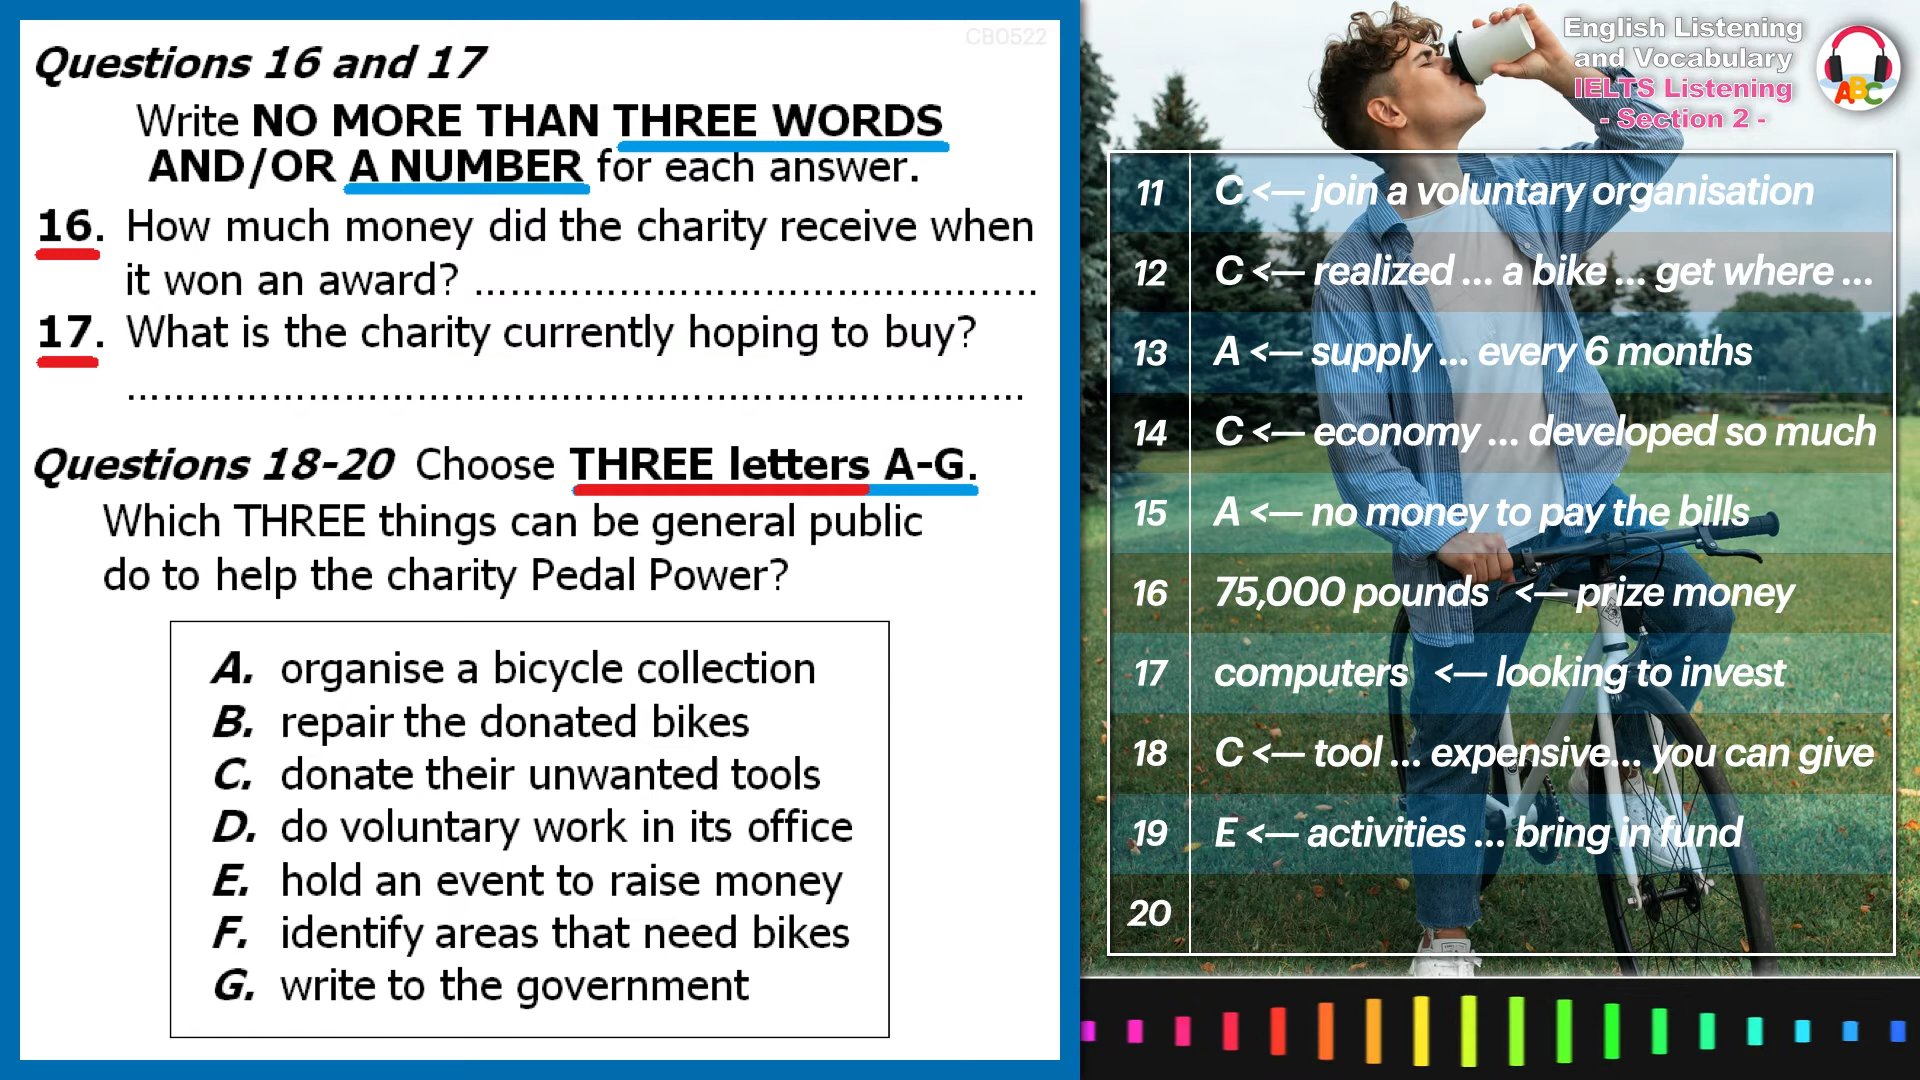 CB0522
Questions 16 and 17
Write NO MORE THAN THREE WORDS
AND/OR A NUMBER for each answer.
16. How much money did the charity receive when
it won an award? ................................................
17. What is the charity currently hoping to buy?
............................................................................
Questions 18-20 Choose THREE letters A-G.
Which THREE things can be general public
do to help the charity Pedal Power?
A. organise a bicycle collection
B. repair the donated bikes
C. donate their unwanted tools
D. do voluntary work in its office
E. hold an event to raise money
F. identify areas that need bikes
G. write to the government
English Listening
and Vocabulary
IELTS Listening
- Section 2 -
ABC
11 C <— join a voluntary organisation
12 C <— realized ... a bike ... get where ...
13 A <— supply ... every 6 months
14 C <— economy ... developed so much
15 A <— no money to pay the bills
16 75,000 pounds <— prize money
17 computers <— looking to invest
18 C <— tool ... expensive... you can give
19 E <— activities ... bring in fund
20